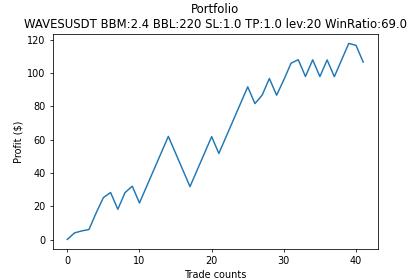 Portfolio
WAVESUSDT BBM:2.4 BBL:220 SL:1.0 TP:1.0 lev:20 WinRatio:69.0
120
100
80
60
40
20
0
Profit ($)
0 10 20 30 40
Trade counts